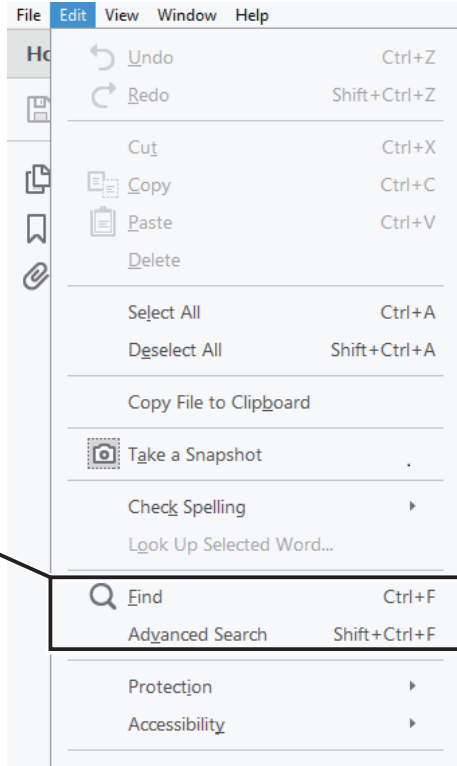 File Edit View Window Help
Ho
Undo Ctrl+Z
Redo Shift+Ctrl+Z
Cut Ctrl+X
Copy Ctrl+C
Paste Ctrl+V
Delete
Select All Ctrl+A
Deselect All Shift+Ctrl+A
Copy File to Clipboard
Take a Snapshot
Check Spelling
Look Up Selected Word...
Find Ctrl+F
Advanced Search Shift+Ctrl+F
Protection
Accessibility